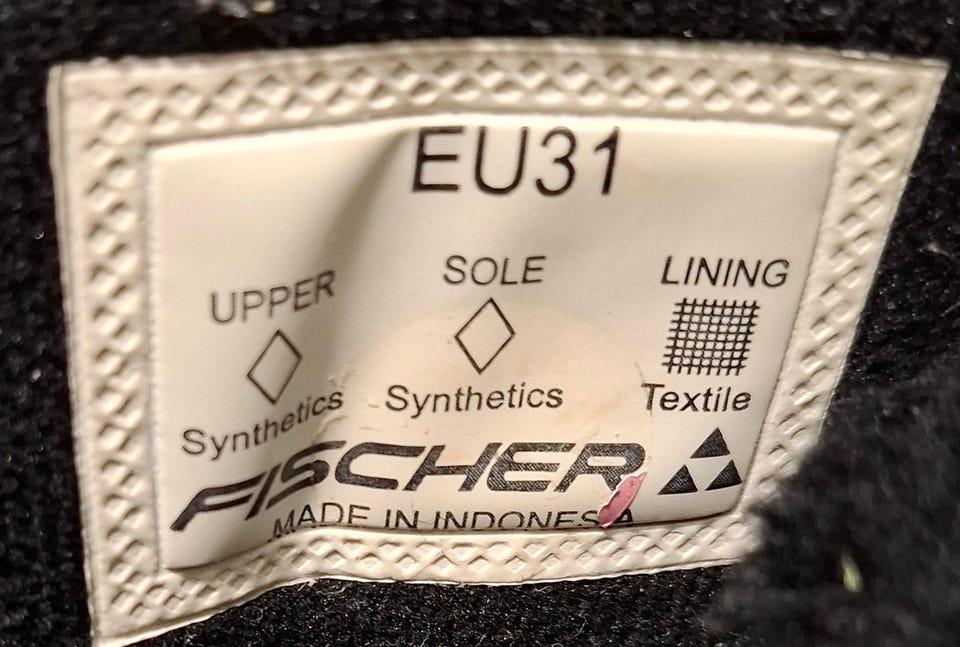 EU31
UPPER SOLE LINING
Synthetics Synthetics Textile
FISCHER
MADE IN INDONESIA